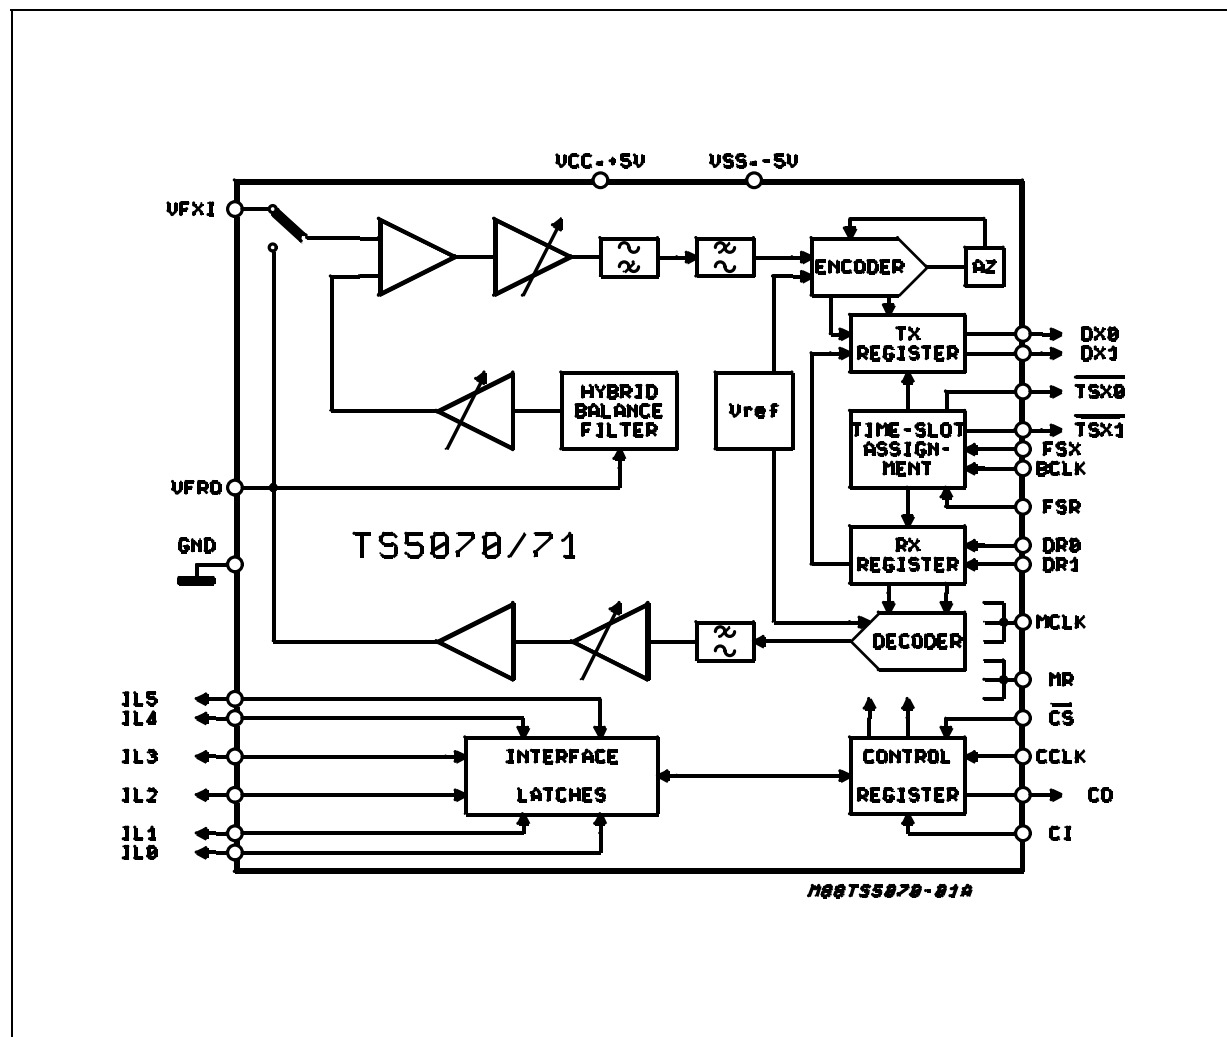 VCC=+5V VSS=-5V
VFXI
ENCODER
AZ
TX
REGISTER
DX0
DX1
TSX0
HYBRID
BALANCE
FILTER
Vref
TIME-SLOT
ASSIGN-
MENT
TSX1
FSX
BCLK
VFRO
FSR
GND
TS5070/71
RX
REGISTER
DR0
DR1
DECODER
MCLK
MR
IL5
IL4
CS
IL3
INTERFACE
LATCHES
CONTROL
REGISTER
CCLK
IL2
CO
IL1
CI
IL0
M88TS5070-01A